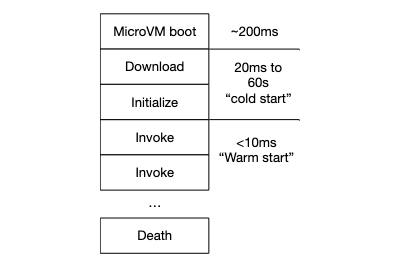 MicroVM boot
~200ms
Download
Initialize
20ms to
60s
“cold start”
Invoke
Invoke
<10ms
“Warm start”
...
Death